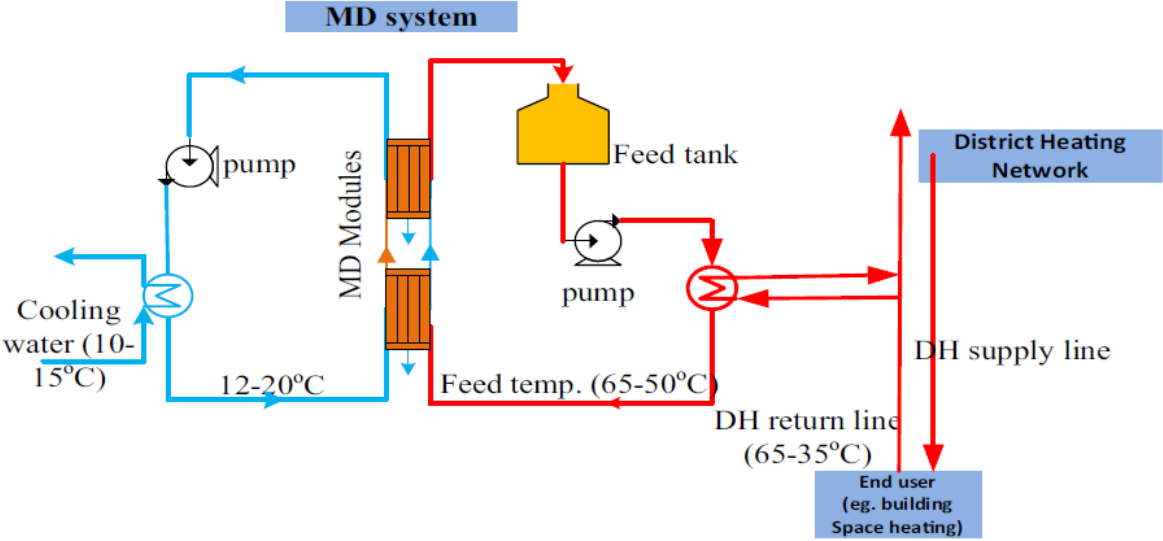 MD system
pump
MD Modules
Feed tank
District Heating
Network
pump
Cooling
water (10-
15°C)
12-20°C
Feed temp. (65-50°C)
DH supply line
DH return line
(65-35°C)
End user
(eg. building
Space heating)